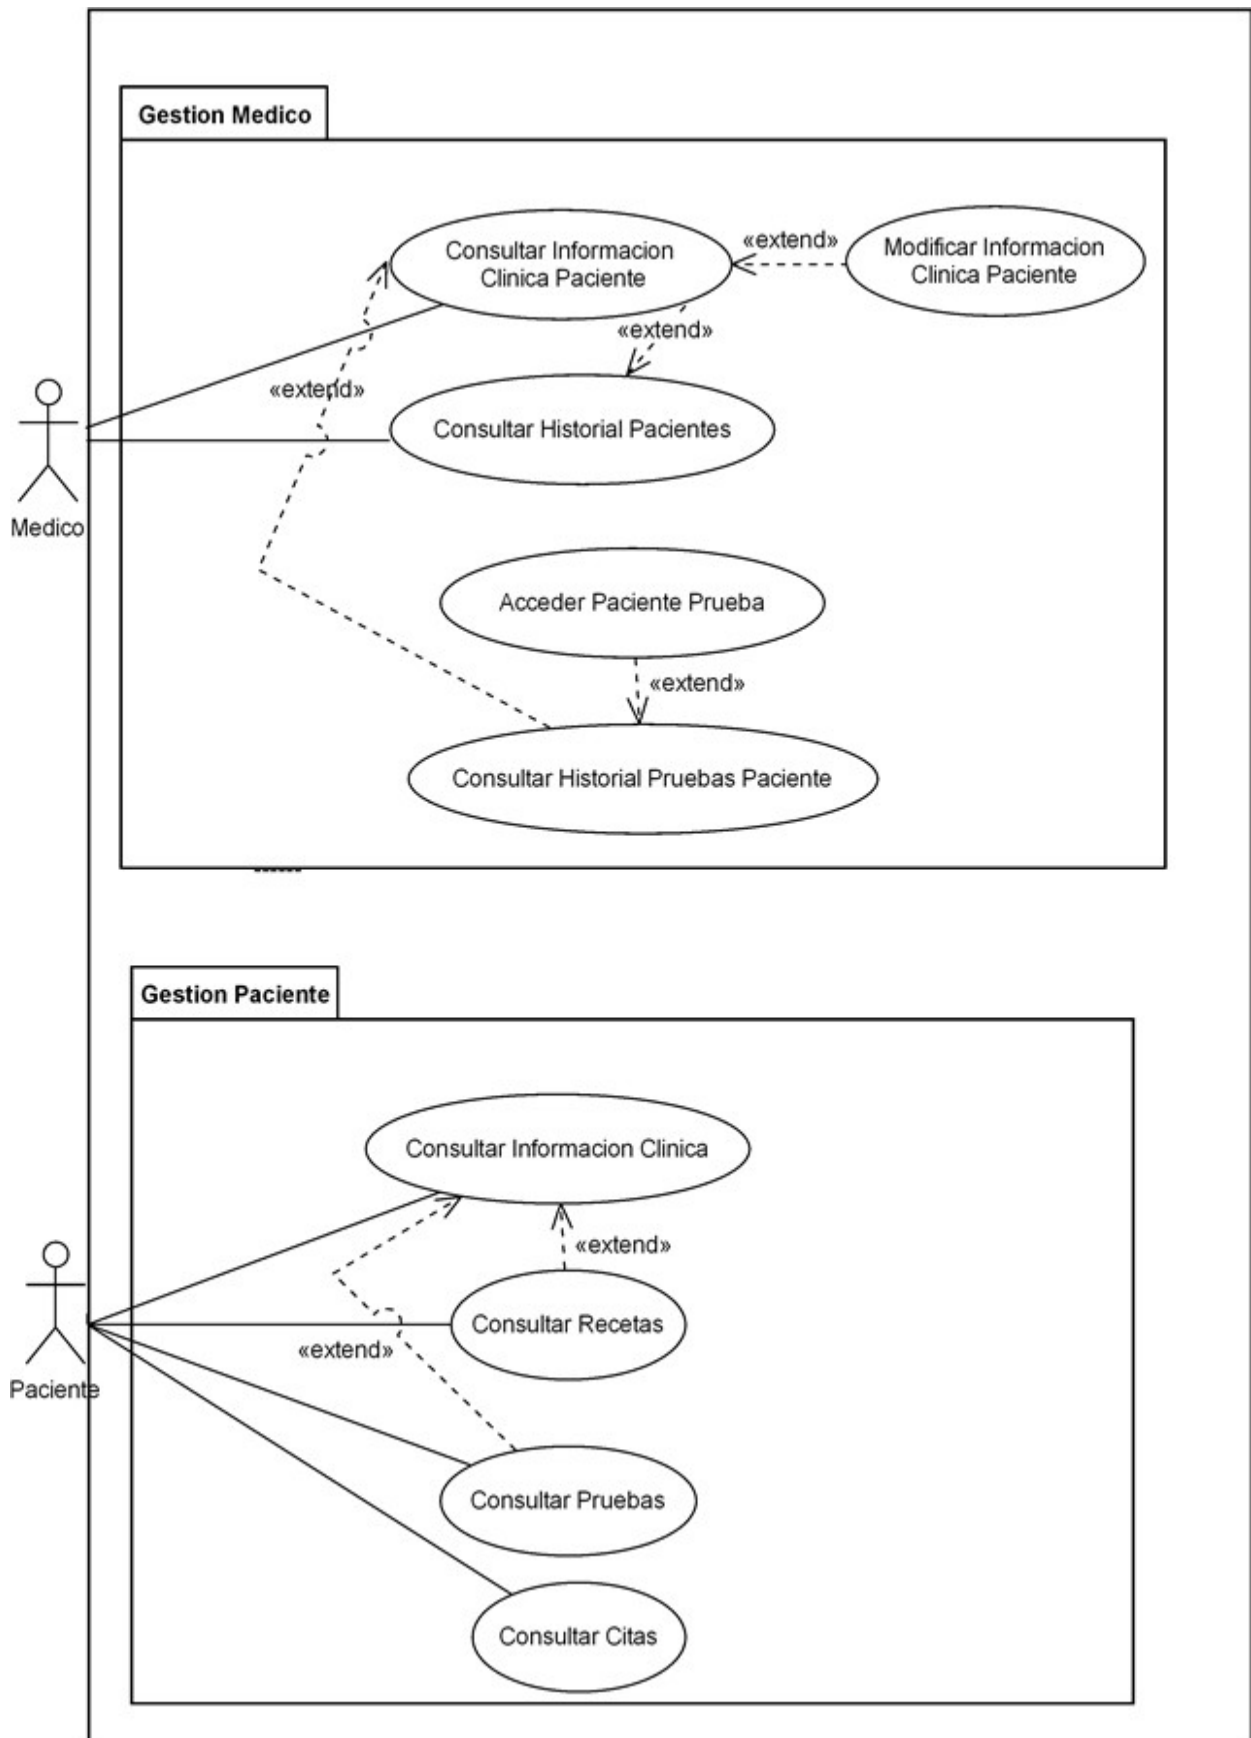 Gestion Medico
Consultar Informacion
Clinica Paciente
«extend»
Modificar Informacion
Clinica Paciente
«extend»
«extend»
Consultar Historial Pacientes
Medico
Acceder Paciente Prueba
«extend»
Consultar Historial Pruebas Paciente
Gestion Paciente
Consultar Informacion Clinica
«extend»
Consultar Recetas
«extend»
Paciente
Consultar Pruebas
Consultar Citas